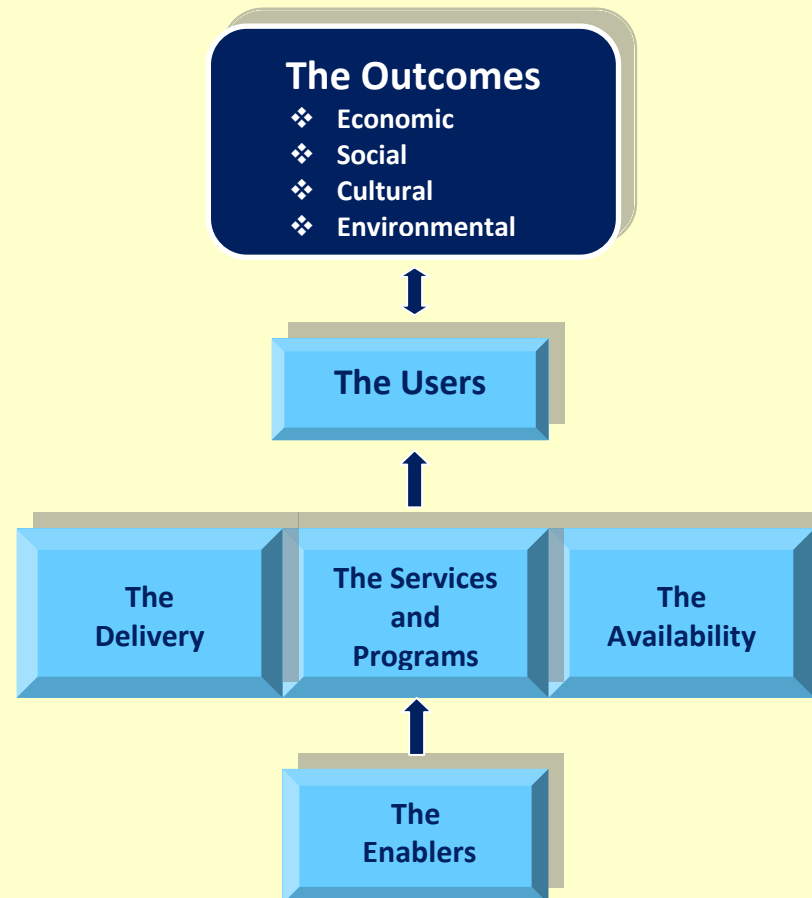 The Outcomes
❖ Economic
❖ Social
❖ Cultural
❖ Environmental
The Users
The
Delivery
The Services
and
Programs
The
Availability
The
Enablers